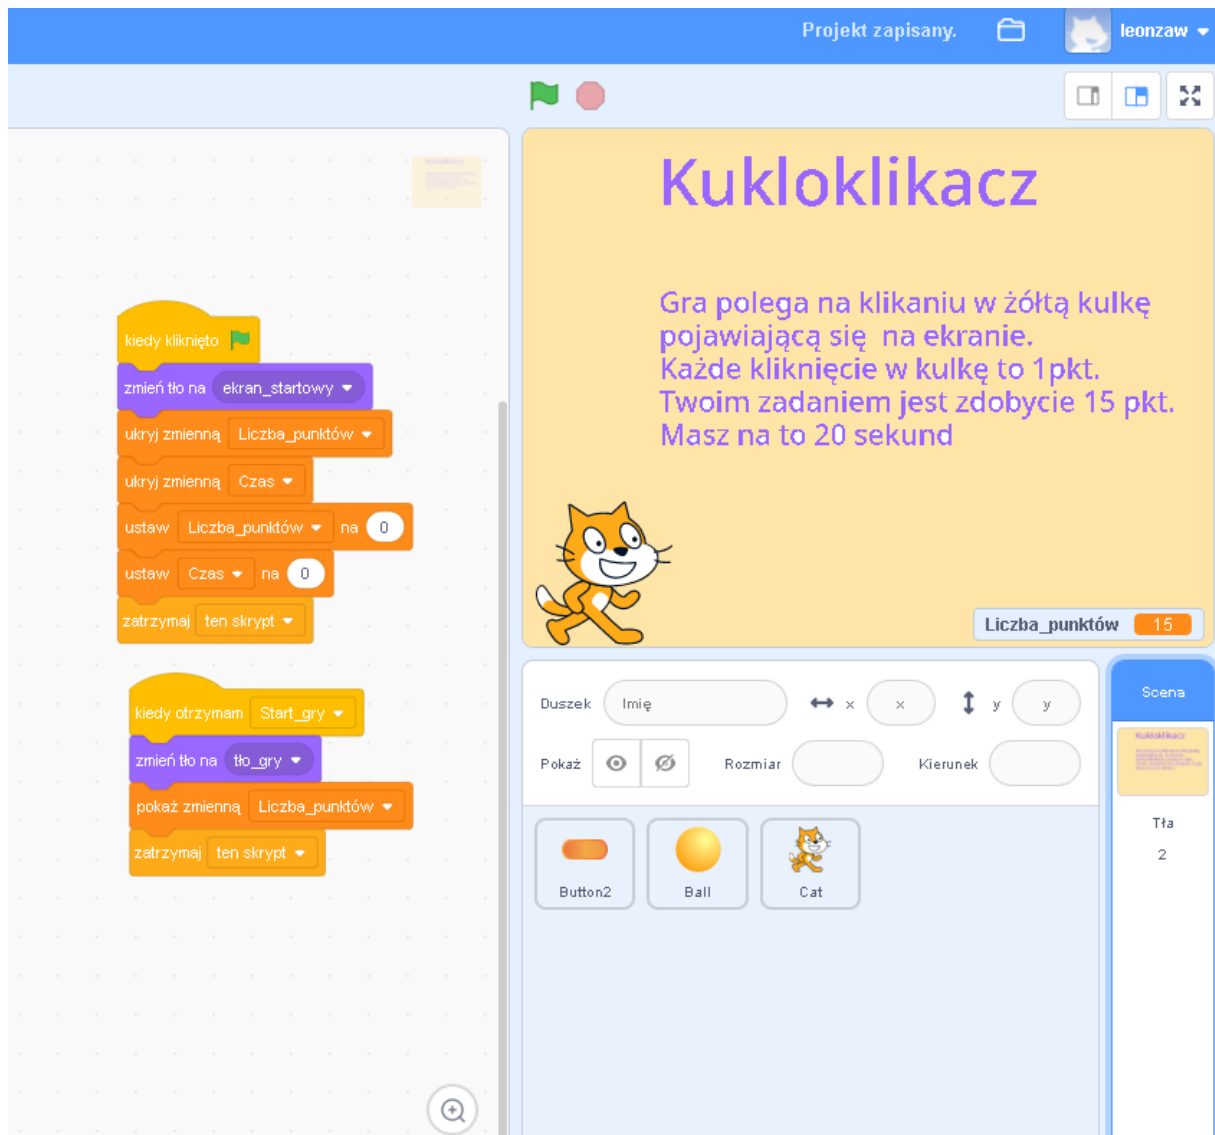 Projekt zapisany.
leonzaw
kiedy kliknięto
zmień tło na ekran_startowy
ukryj zmienną Liczba_punktów
ukryj zmienną Czas
ustaw Liczba_punktów na 0
ustaw Czas na 0
zatrzymaj ten skrypt
kiedy otrzymam Start_gry
zmień tło na tło_gry
pokaż zmienną Liczba_punktów
zatrzymaj ten skrypt
Kukloklikacz
Gra polega na klikaniu w żółtą kulkę
pojawiającą się na ekranie.
Każde kliknięcie w kulkę to 1pkt.
Twoim zadaniem jest zdobycie 15 pkt.
Masz na to 20 sekund
Liczba_punktów 15
Duszek Imię x x y y
Pokaż Rozmiar Kierunek
Button2 Ball Cat
Scena
Kukloklikacz
Tła
2